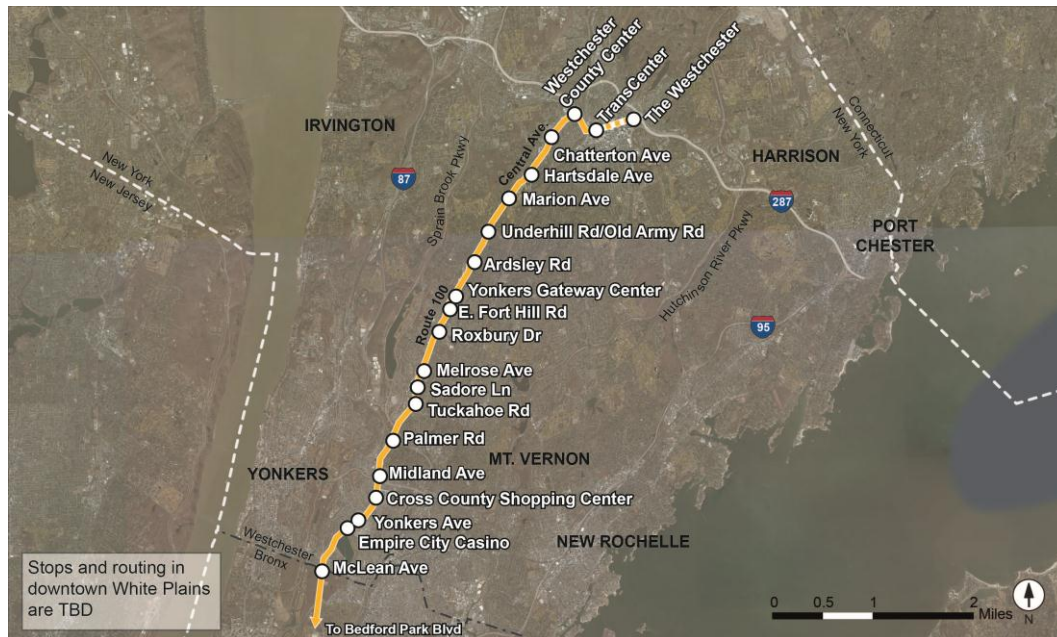 Westchester
County Center
TransCenter
The Westchester
IRVINGTON
Central Ave.
Chatterton Ave
Connecticut
New York
HARRISON
New York
New Jersey
87
Sprain Brook Pkwy
Hartsdale Ave
Marion Ave
287
PORT
CHESTER
Underhill Rd/Old Army Rd
Hutchinson River Pkwy
Ardsley Rd
Route 100
Yonkers Gateway Center
E. Fort Hill Rd
95
Roxbury Dr
Melrose Ave
Sadore Ln
Tuckahoe Rd
Palmer Rd
MT. VERNON
YONKERS
Midland Ave
Cross County Shopping Center
Yonkers Ave
Empire City Casino
NEW ROCHELLE
Westchester
Bronx
McLean Ave
Stops and routing in
downtown White Plains
are TBD
To Bedford Park Blvd
0 0.5 1 2
Miles
N